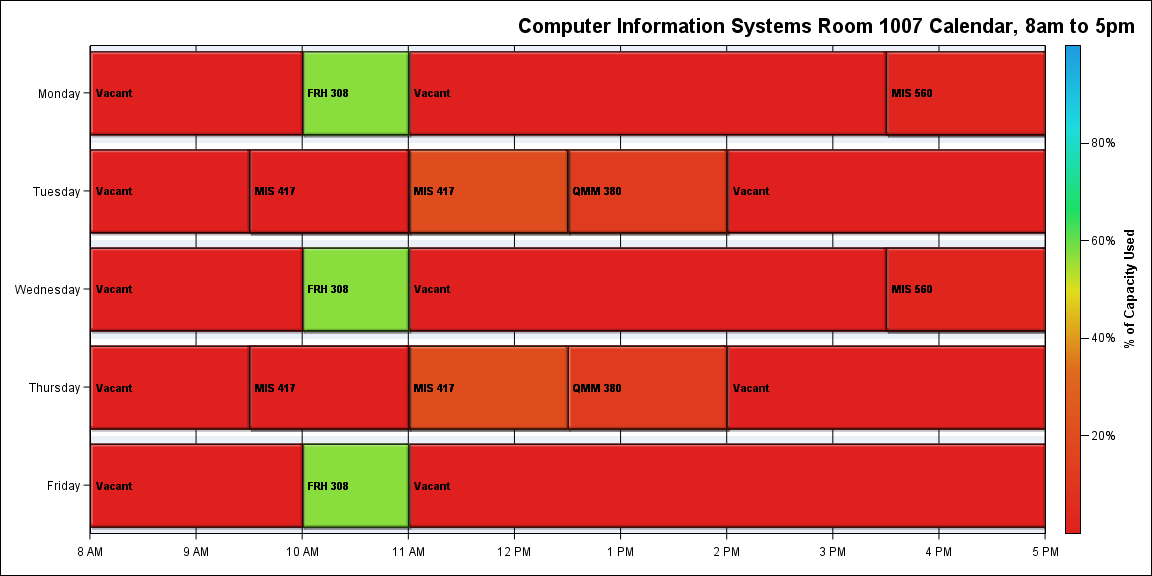 Computer Information Systems Room 1007 Calendar, 8am to 5pm
Monday
Vacant
FRH 308
Vacant
MIS 560
Tuesday
Vacant
MIS 417
MIS 417
QMM 380
Vacant
Wednesday
Vacant
FRH 308
Vacant
MIS 560
Thursday
Vacant
MIS 417
MIS 417
QMM 380
Vacant
Friday
Vacant
FRH 308
Vacant
8 AM
9 AM
10 AM
11 AM
12 PM
1 PM
2 PM
3 PM
4 PM
5 PM
80%
60%
40%
20%
% of Capacity Used